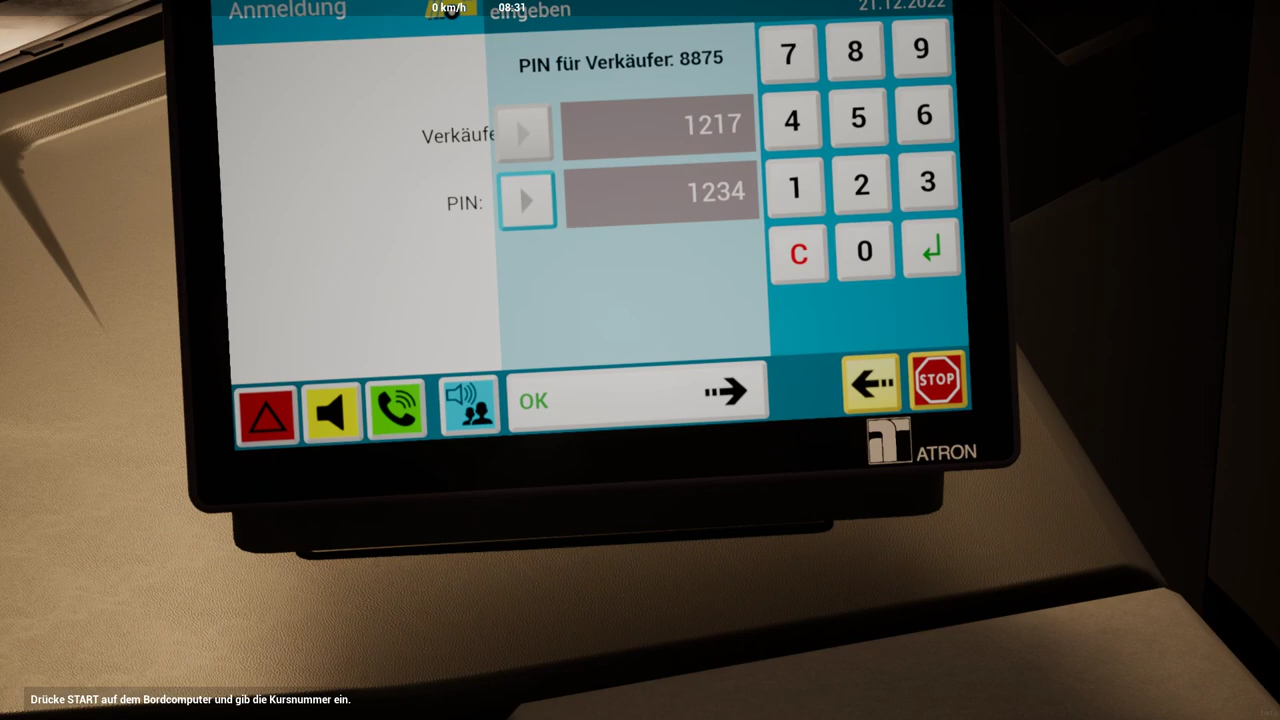 Anmeldung
0 km/h
08:31
eingeben
21.12.2022
PIN für Verkäufer: 8875
Verkäufe
1217
PIN:
1234
7 8 9
4 5 6
1 2 3
C 0
OK
STOP
ATRON
Drücke START auf dem Bordcomputer und gib die Kursnummer ein.